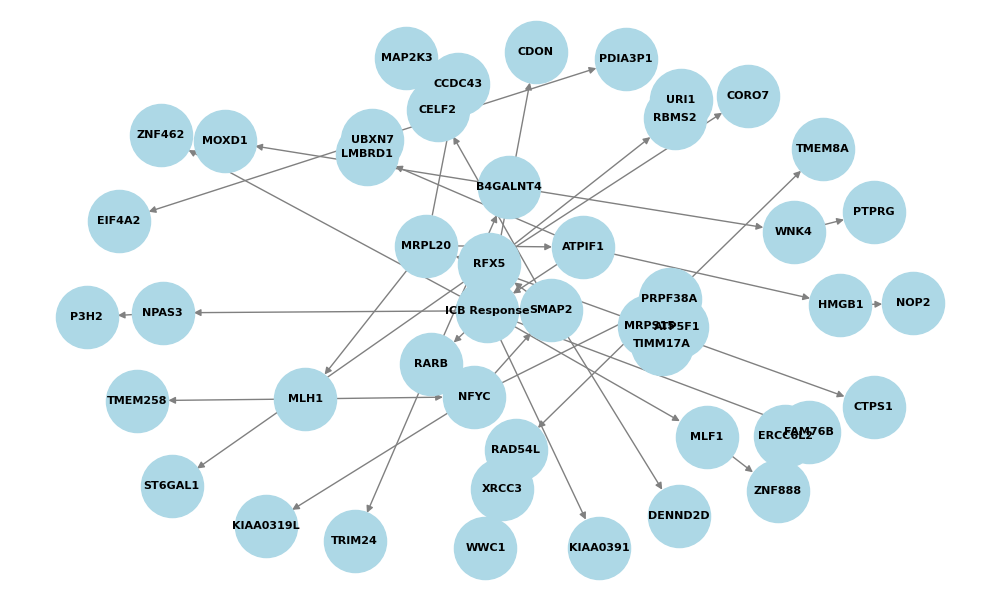 CDON
MAP2K3
PDIA3P1
CCDC43
CORO7
URI1
CELF2
RBMS2
ZNF462
MOXD1
UBXN7
TMEM8A
LMBRD1
B4GALNT4
PTPRG
EIF4A2
WNK4
MRPL20
ATPIF1
RFX5
PRPF38A
NOP2
HMGB1
SMAP2
ICB Response
NPAS3
P3H2
MRPS15
ATP5F1
TIMM17A
RARB
NFYC
MLH1
TMEM258
CTPS1
FAM76B
ERCC6L2
MLF1
RAD54L
ST6GAL1
XRCC3
ZNF888
DENND2D
KIAA0319L
TRIM24
WWC1
KIAA0391